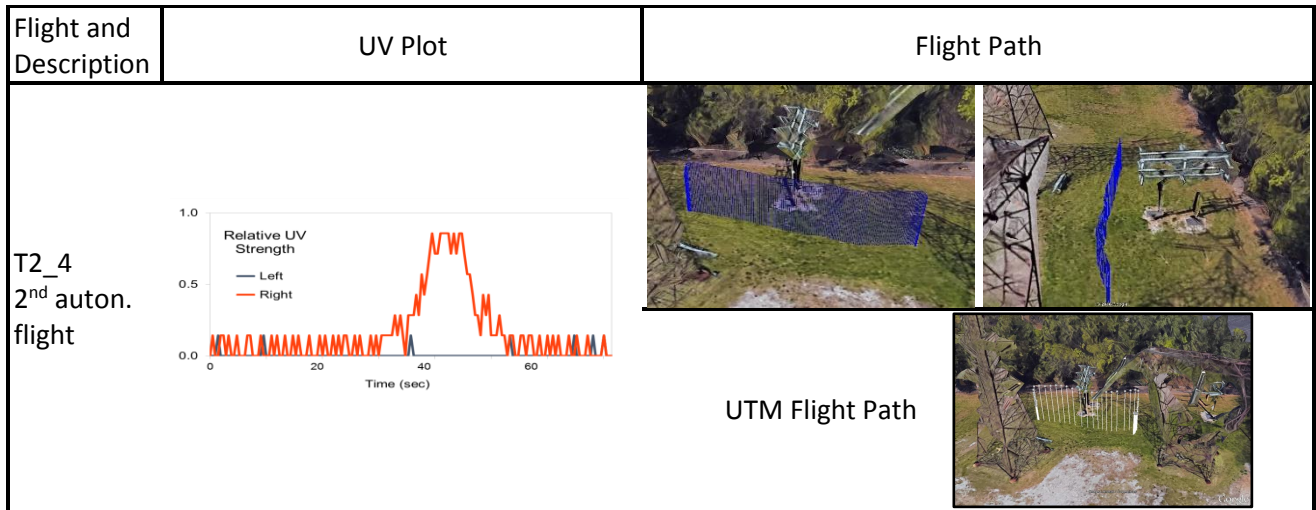 Flight and
Description
UV Plot
Flight Path
T2_4
2nd auton.
flight
1.0
0.5
0.0
Relative UV
Strength
Left
Right
0
20
40
60
Time (sec)
UTM Flight Path
Google